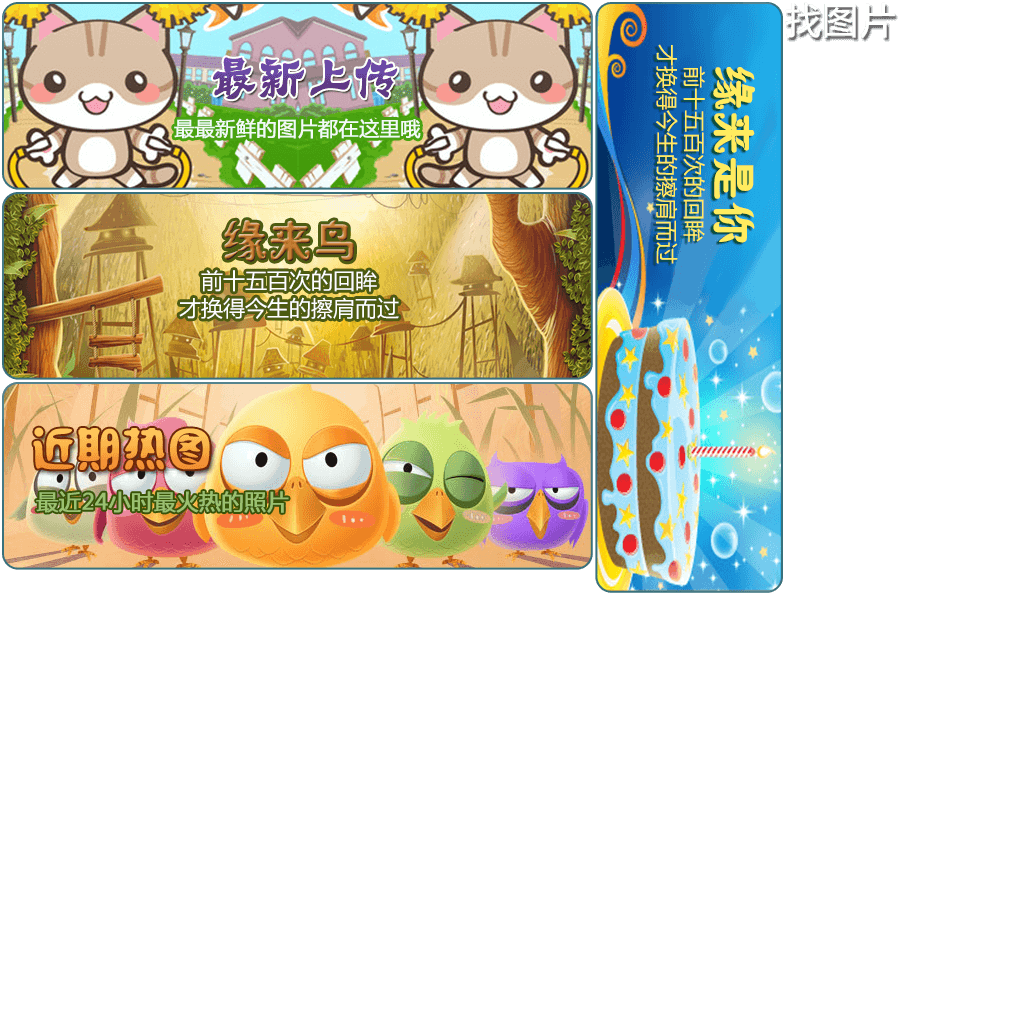 最新上传
最最新鲜的图片都在这里哦
缘来鸟
前十五百次的回眸
才换得今生的擦肩而过
近期热图
最近24小时最火热的照片
缘来是你
前十五百次的回眸
才换得今生的擦肩而过
找图片